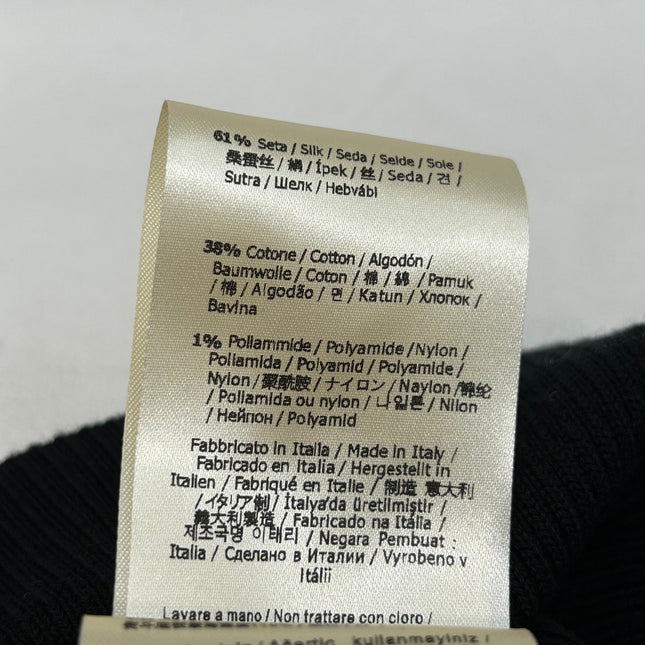 61% Seta / Silk / Seda / Seide / Soie /
桑蚕丝 / 絹 / İpek / 丝 / Seda / 견 /
Sutra / Шелк / Hebvábí
38% Cotone / Cotton / Algodón /
Baumwolle / Coton / 棉 / 綿 / Pamuk
/ 棉 / Algodão / 면 / Katun / Хлопок /
Bavlna
1% Poliammide / Polyamide / Nylon /
Poliamida / Polyamid / Polyamide /
Nylon / 聚酰胺 / ナイロン / Naylon / 锦纶
/ Poliamida ou nylon / 나일론 / Nilon
/ Нейлон / Polyamid
Fabbricato in Italia / Made in Italy /
Fabricado en Italia / Hergestellt in
Italien / Fabriqué en Italie / 制造 意大利
/ イタリア制 / İtalya'da üretilmiştir /
義大利製造 / Fabricado na Itália /
제조국명 이태리 / Negara Pembuat :
Italia / Сделано в Италии / Vyrobeno v
Itálii
Lavare a mano / Non trattare con cloro /
kullanmayiniz /